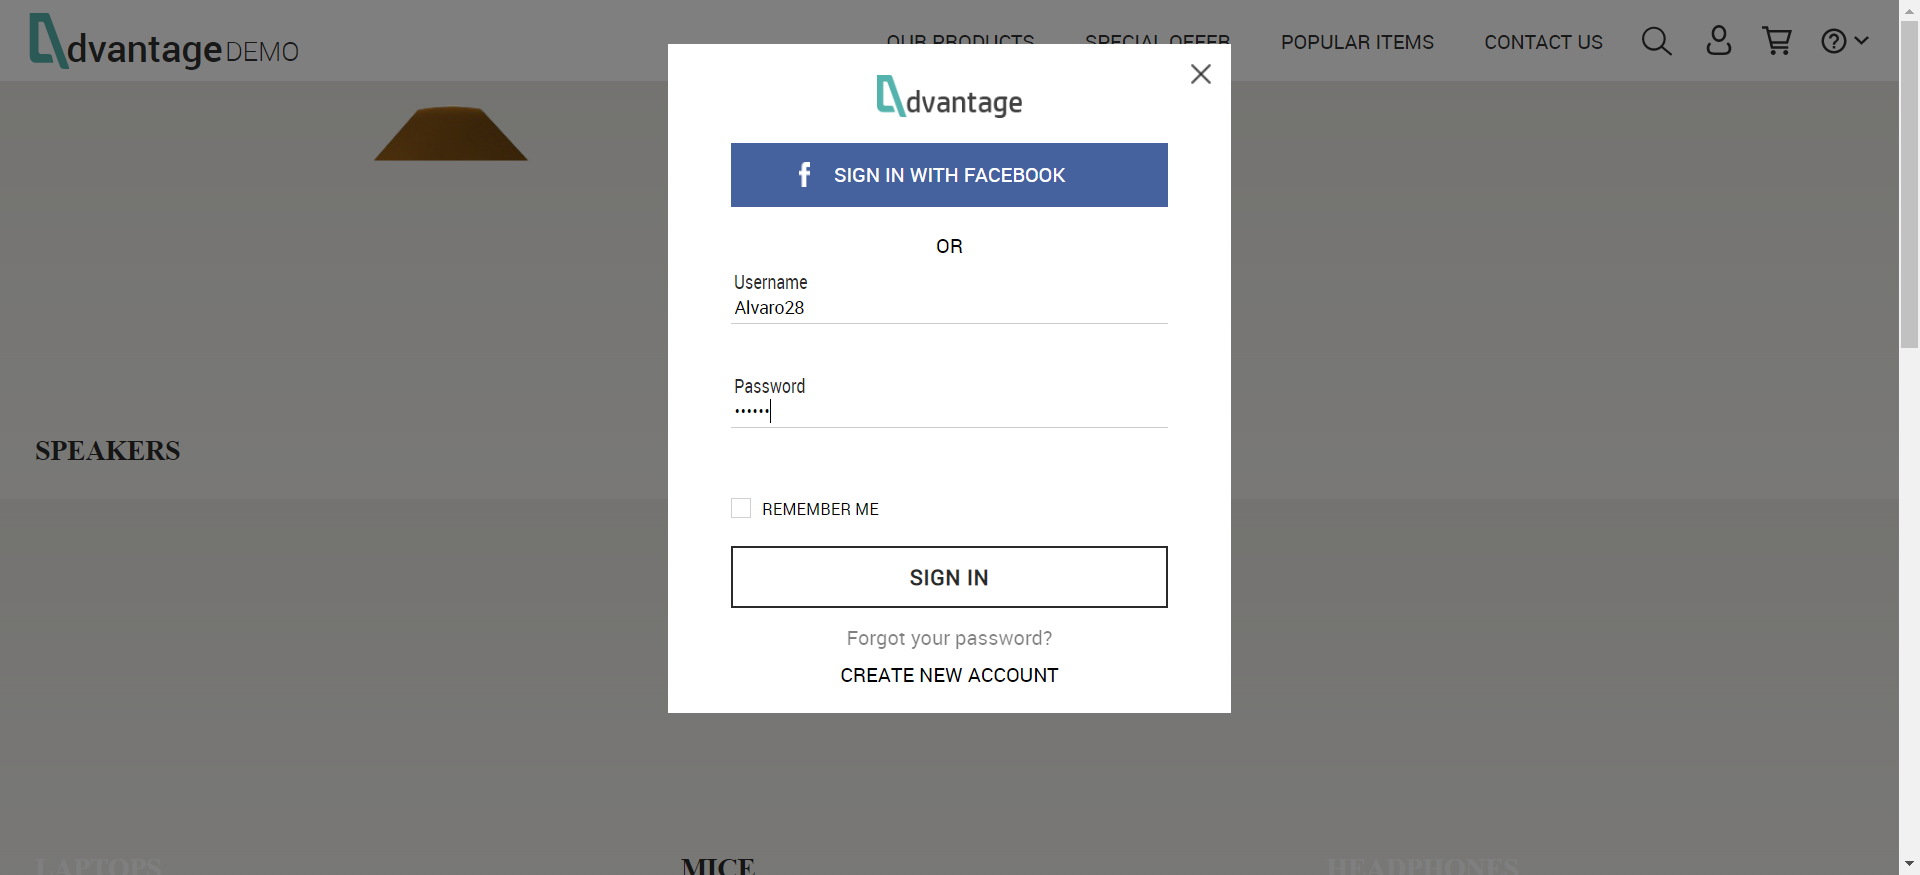 dvantage DEMO
OUR PRODUCTS
SPECIAL OFFER
POPULAR ITEMS
CONTACT US
dvantage
SIGN IN WITH FACEBOOK
OR
Username
Alvaro28
Password
••••••
REMEMBER ME
SIGN IN
Forgot your password?
CREATE NEW ACCOUNT
SPEAKERS
LAPTOPS
MICE
HEADPHONES